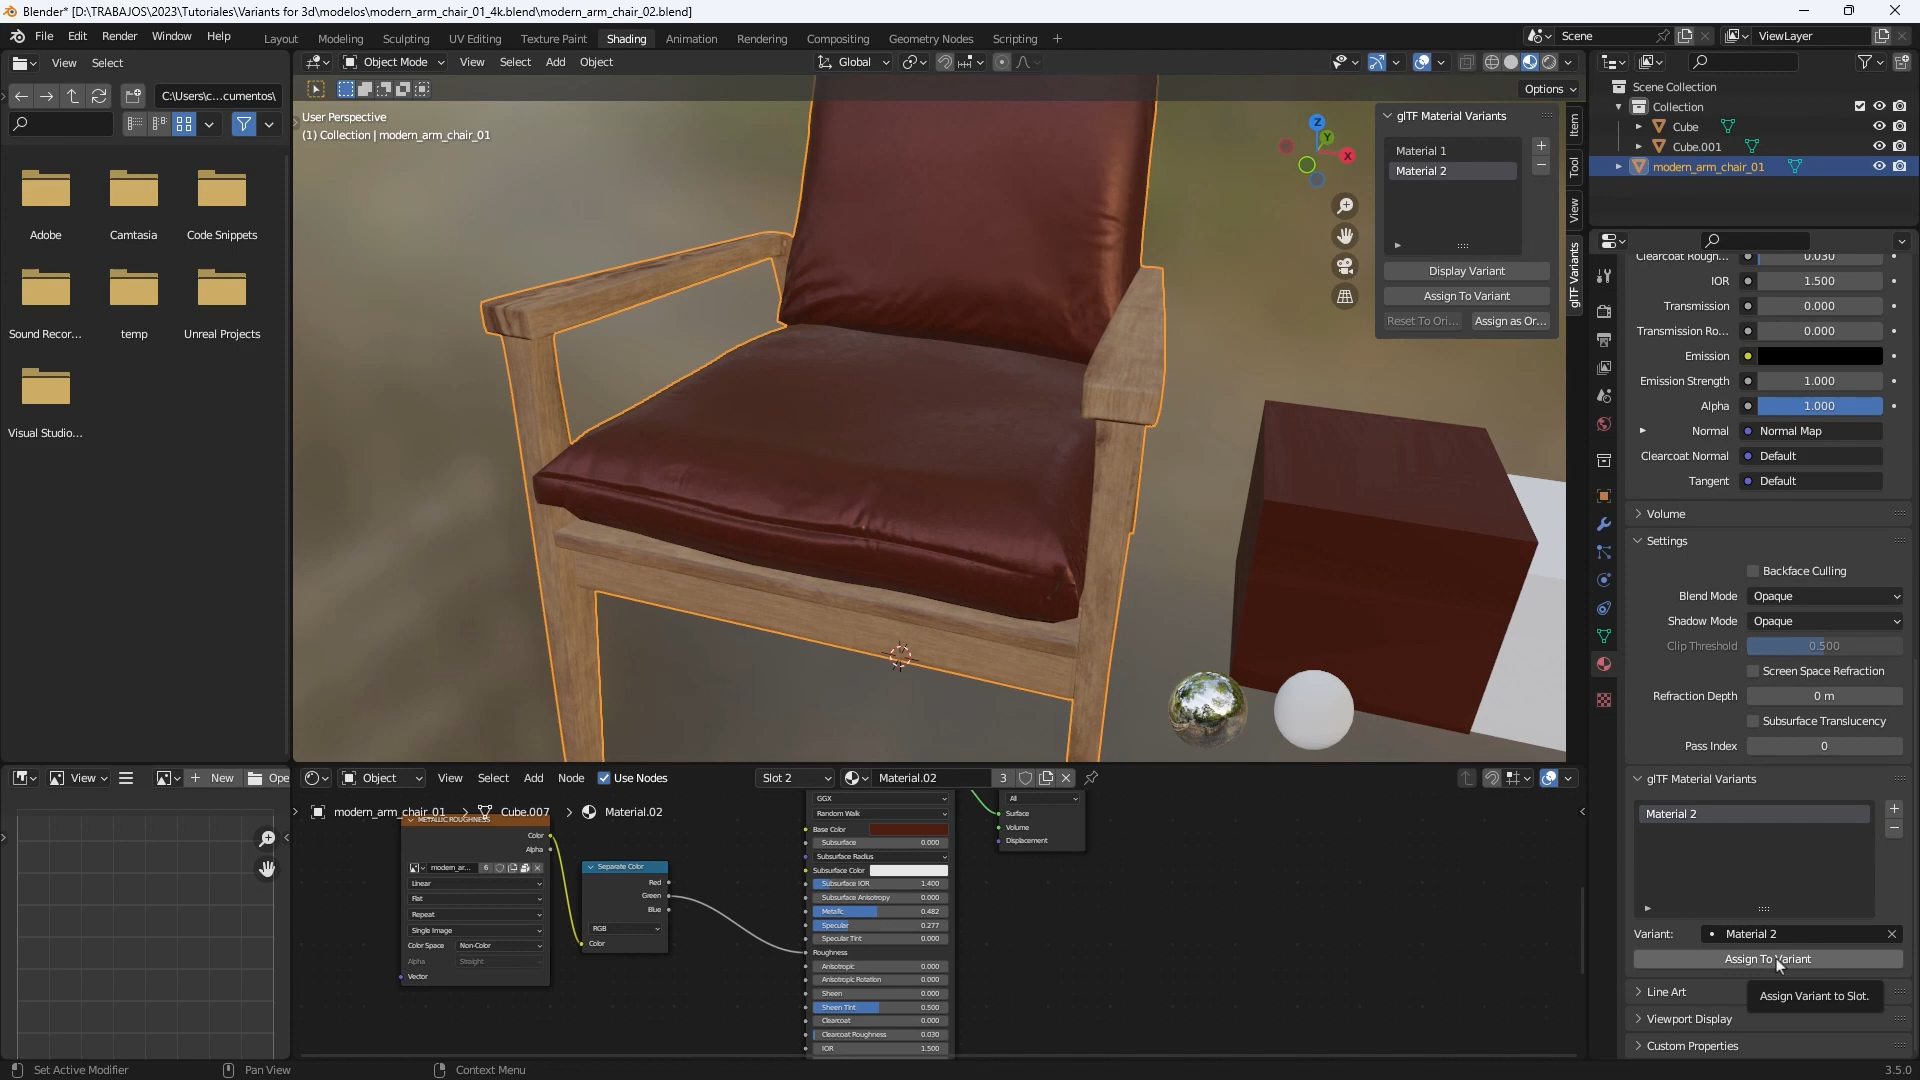 Blender* [D:\TRABAJOS\2023\Tutoriales\Variants for 3d\modelos\modern_arm_chair_01_4k.blend\modern_arm_chair_02.blend]
File Edit Render Window Help Layout Modeling Sculpting UV Editing Texture Paint Shading Animation Rendering Compositing Geometry Nodes Scripting + Scene ViewLayer
View Select Object Mode View Select Add Object Global
C:\Users\c...cumentos\ Options
User Perspective
(1) Collection | modern_arm_chair_01
Adobe Camtasia Code Snippets
Sound Recor... temp Unreal Projects
Visual Studio...
Z
Y
X
glTF Material Variants
Material 1
Material 2
Display Variant
Assign To Variant
Reset To Ori... Assign as Or...
Item
Tool
View
glTF Variants
Scene Collection
Collection
Cube
Cube.001
modern_arm_chair_01
Clearcoat Rough... 0.030
IOR 1.500
Transmission 0.000
Transmission Ro... 0.000
Emission
Emission Strength 1.000
Alpha 1.000
Normal Normal Map
Clearcoat Normal Default
Tangent Default
Volume
Settings
Backface Culling
Blend Mode Opaque
Shadow Mode Opaque
Clip Threshold 0.500
Screen Space Refraction
Refraction Depth 0 m
Subsurface Translucency
Pass Index 0
glTF Material Variants
Material 2
Variant: Material 2
Assign To Variant
Assign Variant to Slot.
Line Art
Viewport Display
Custom Properties
View New Ope
Object View Select Add Node Use Nodes Slot 2 Material.02 3
modern_arm_chair_01 Cube.007 Material.02
METALLIC ROUGHNESS
Color
Alpha
modern_ar... 6
Linear
Flat
Repeat
Single Image
Color Space Non-Color
Alpha Straight
Vector
Separate Color
Red
Green
Blue
RGB
Color
GGX
Random Walk
Base Color
Subsurface 0.000
Subsurface Radius
Subsurface Color
Subsurface IOR 1.400
Subsurface Anisotropy 0.000
Metallic 0.482
Specular 0.277
Specular Tint 0.000
Roughness
Anisotropic 0.000
Anisotropic Rotation 0.000
Sheen 0.000
Sheen Tint 0.500
Clearcoat 0.000
Clearcoat Roughness 0.030
IOR 1.500
All
Surface
Volume
Displacement
Set Active Modifier Pan View Context Menu 3.5.0